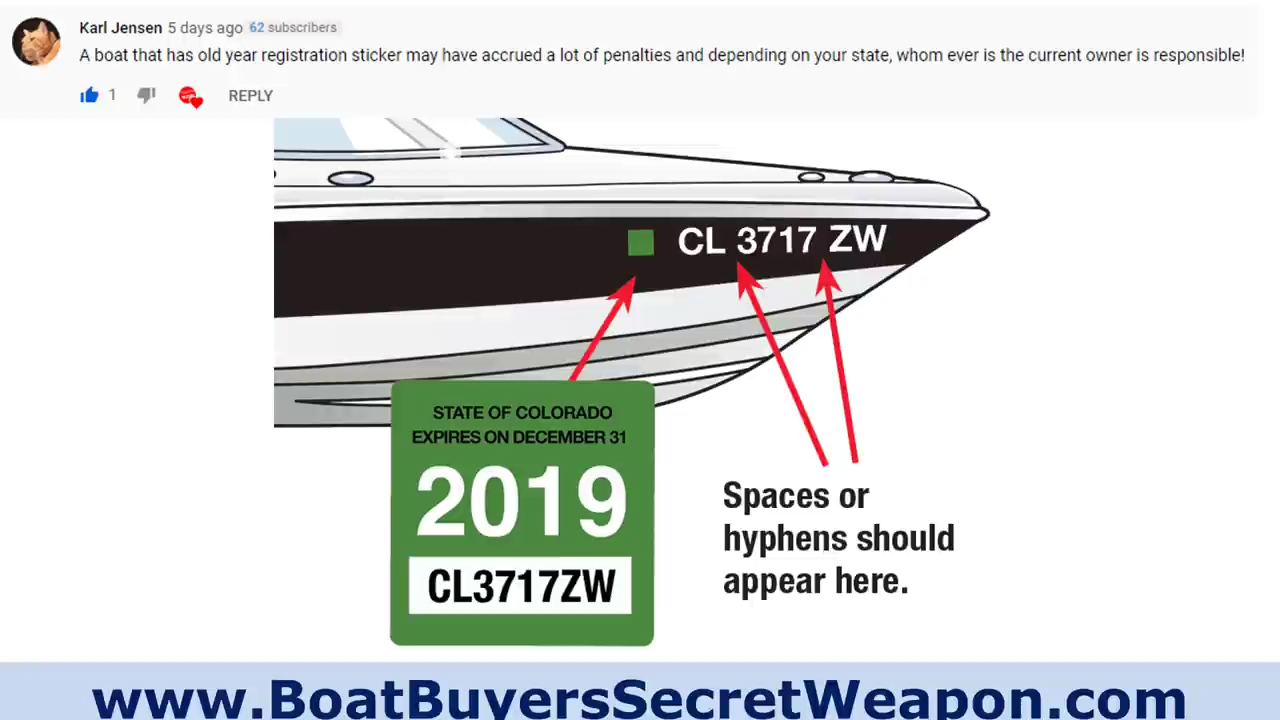 Karl Jensen 5 days ago 62 subscribers
A boat that has old year registration sticker may have accrued a lot of penalties and depending on your state, whom ever is the current owner is responsible!
1 REPLY
CL 3717 ZW
STATE OF COLORADO
EXPIRES ON DECEMBER 31
2019
CL3717ZW
Spaces or
hyphens should
appear here.
www.BoatBuyersSecretWeapon.com